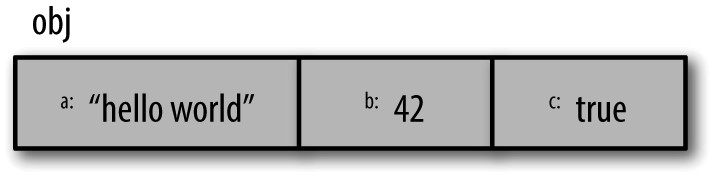 obj
a: “hello world” b: 42 c: true